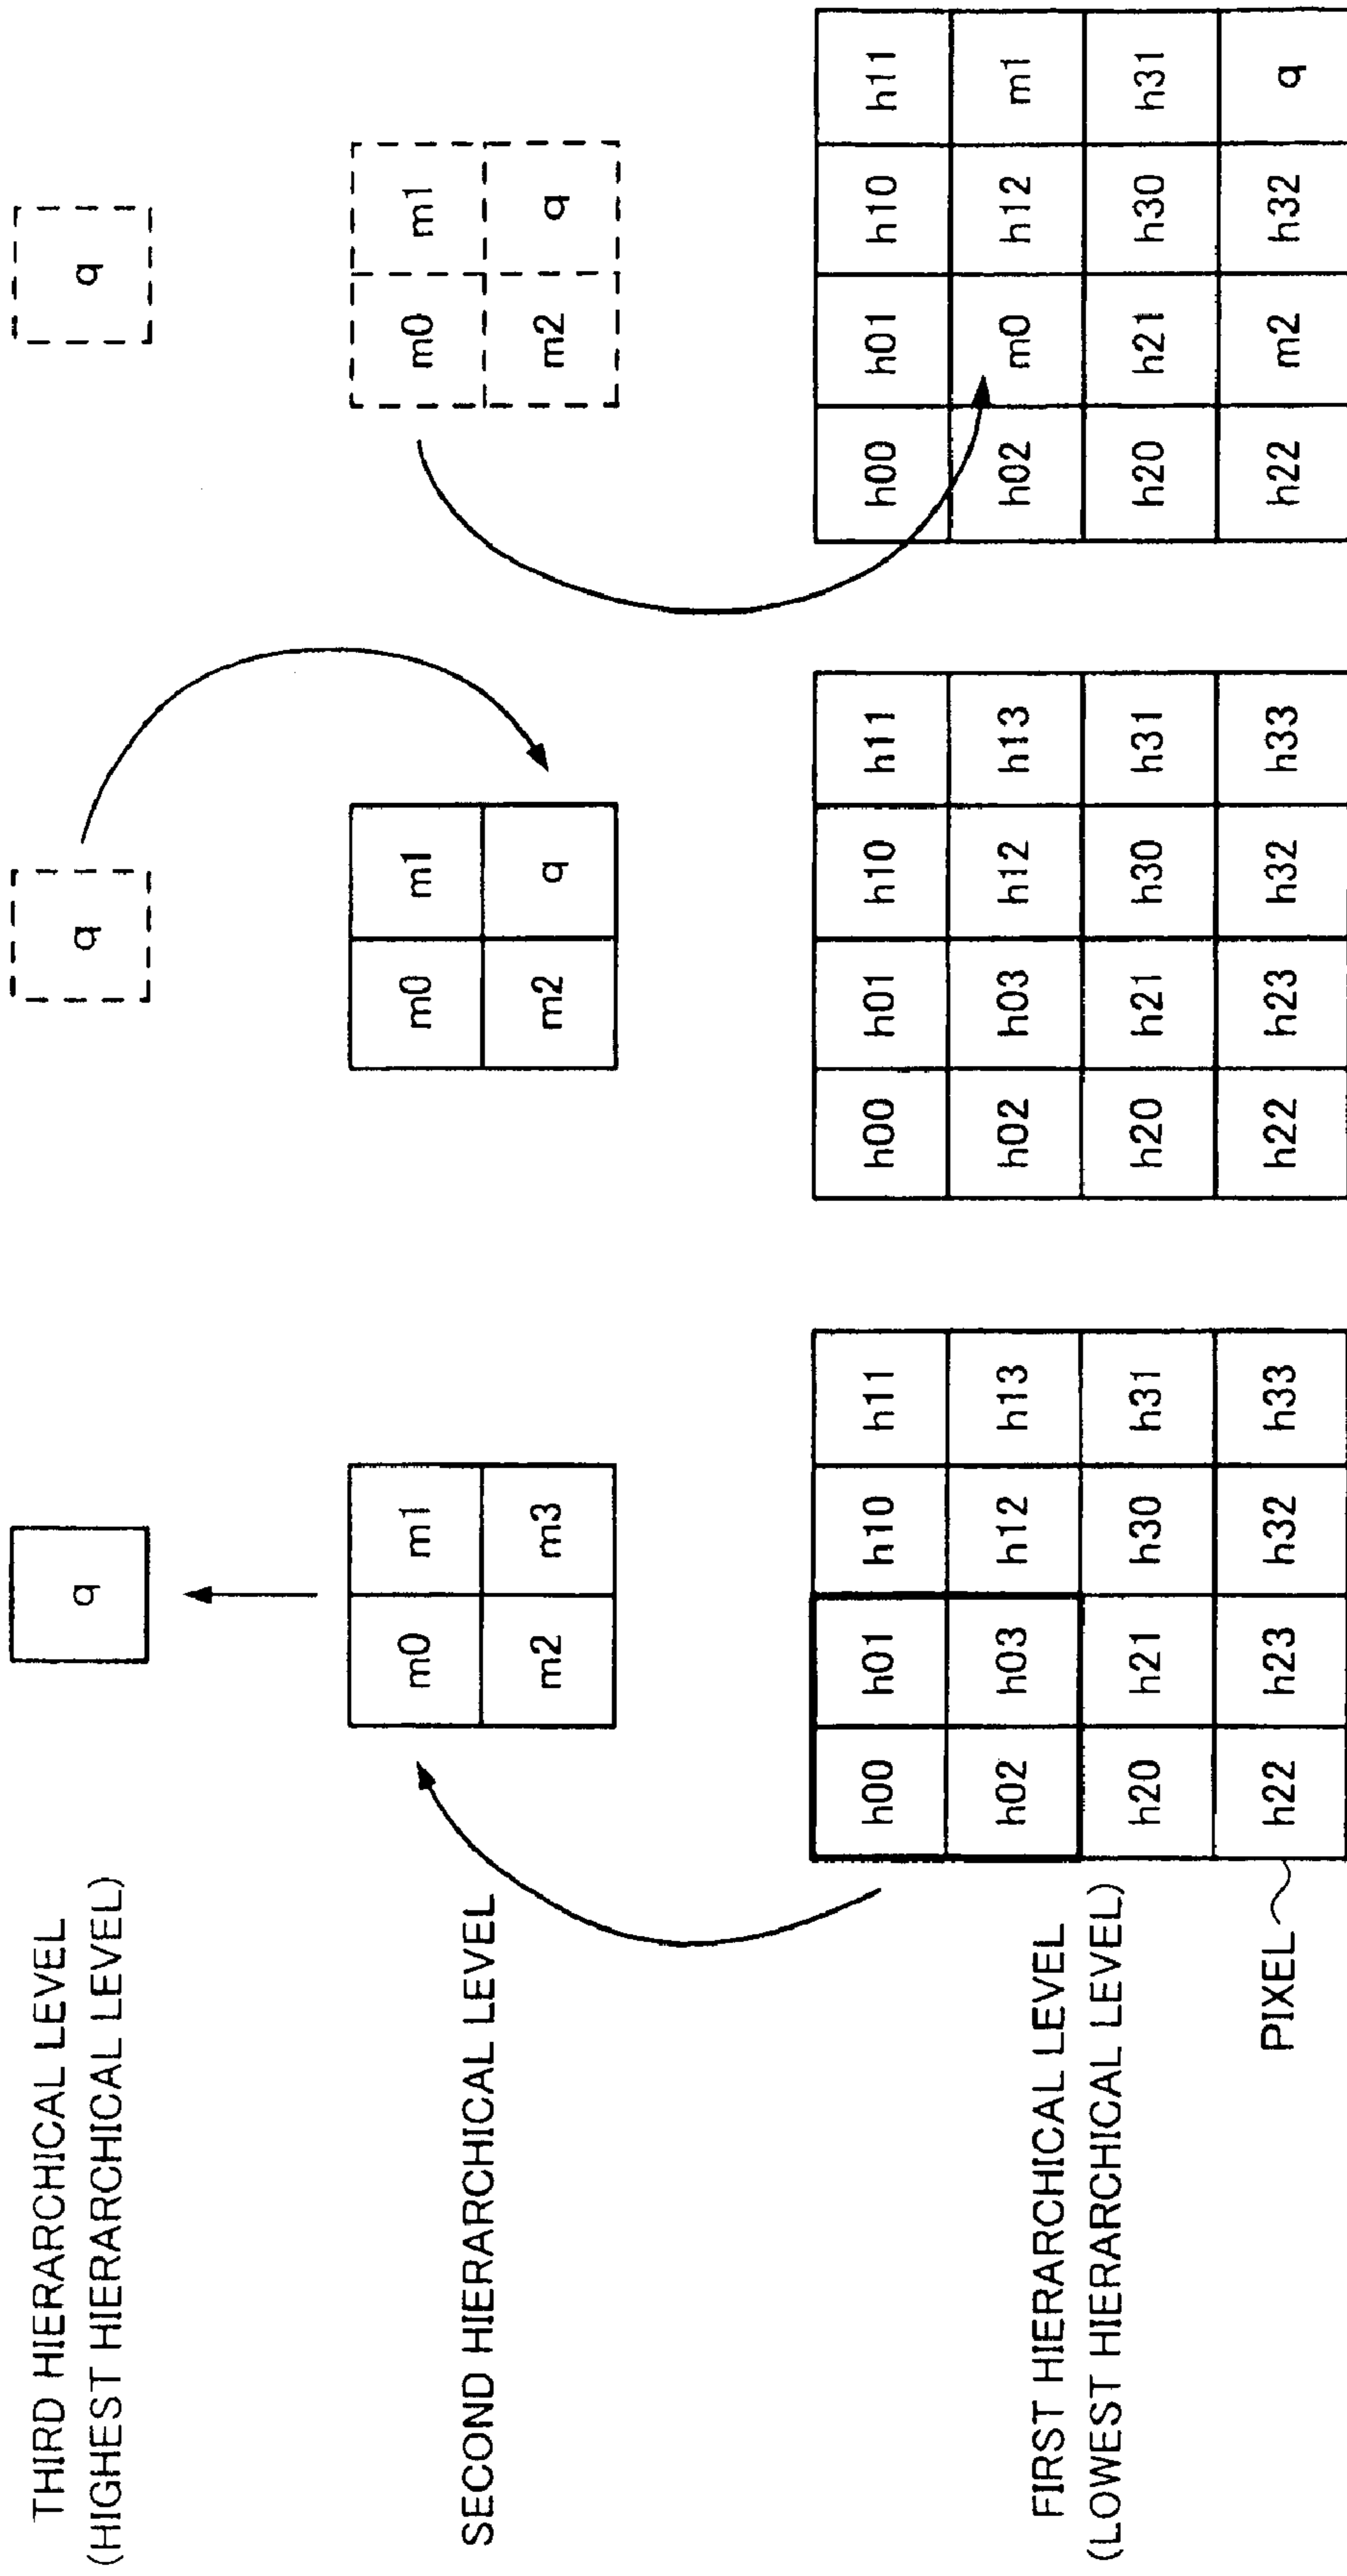 THIRD HIERARCHICAL LEVEL
(HIGHEST HIERARCHICAL LEVEL)
q
q
q
SECOND HIERARCHICAL LEVEL
m0 m1
m2 m3
m0 m1
m2 q
m0 m1
m2 q
FIRST HIERARCHICAL LEVEL
(LOWEST HIERARCHICAL LEVEL)
PIXEL
h00 h01 h10 h11
h02 h03 h12 h13
h20 h21 h30 h31
h22 h23 h32 h33
h00 h01 h10 h11
h02 h03 h12 h13
h20 h21 h30 h31
h22 h23 h32 h33
h00 h01 h10 h11
h02 m0 h12 m1
h20 h21 h30 h31
h22 m2 h32 q